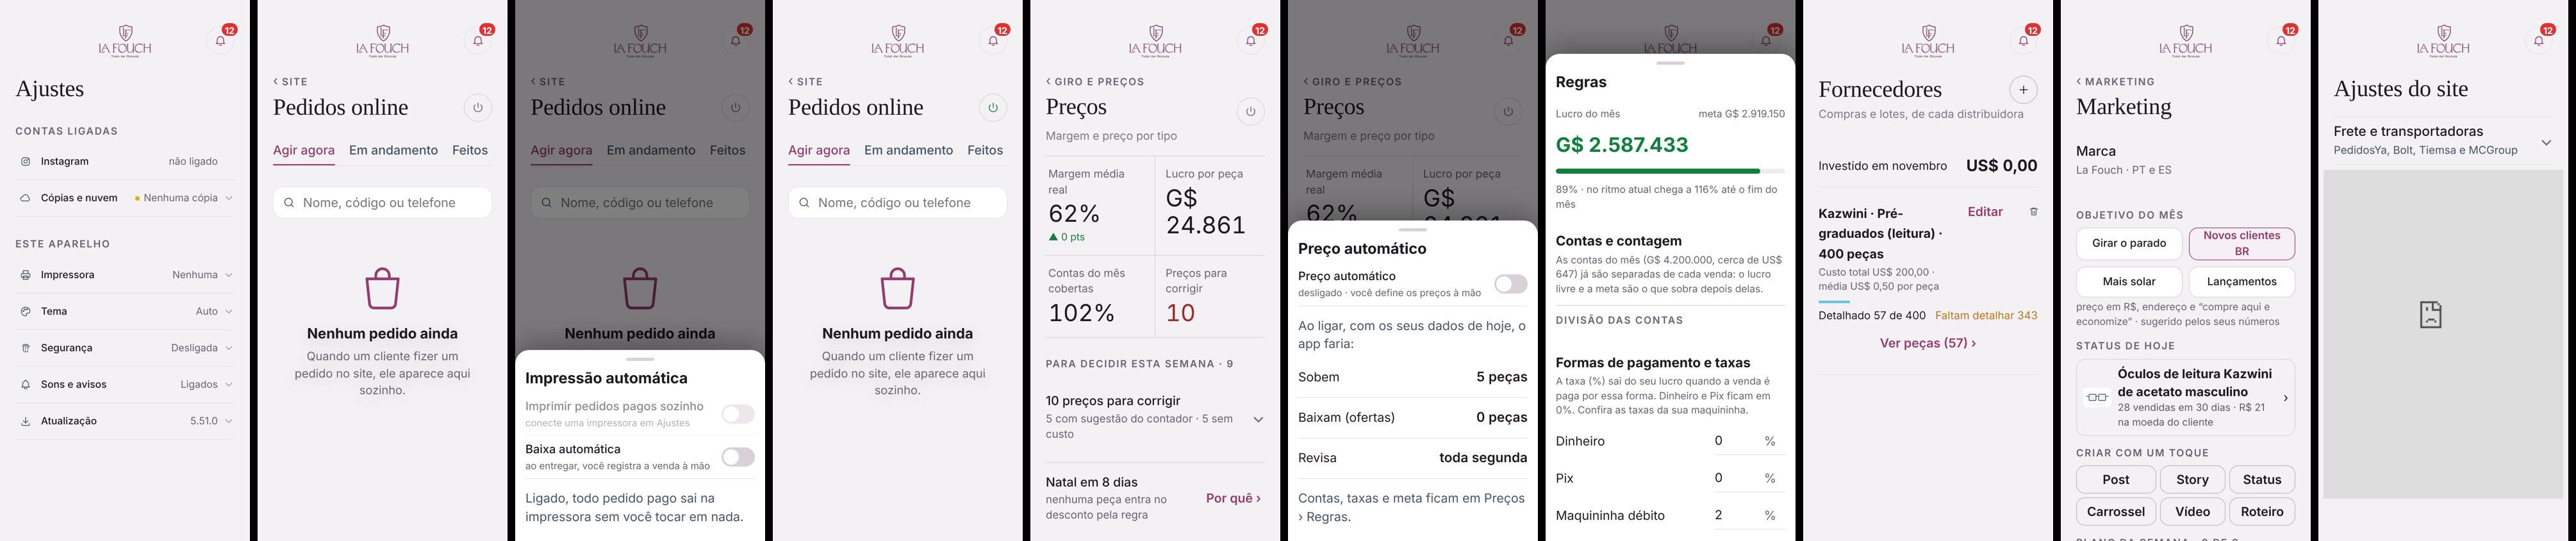 LA FOUCH
12
Ajustes
CONTAS LIGADAS
Instagram
não ligado
Cópias e nuvem
Nenhuma cópia
ESTE APARELHO
Impressora
Nenhuma
Tema
Auto
Segurança
Desligada
Sons e avisos
Ligados
Atualização
5.51.0
LA FOUCH
12
‹ SITE
Pedidos online
Agir agora
Em andamento
Feitos
Nome, código ou telefone
Nenhum pedido ainda
Quando um cliente fizer um
pedido no site, ele aparece aqui
sozinho.
LA FOUCH
12
‹ SITE
Pedidos online
Agir agora
Em andamento
Feitos
Nome, código ou telefone
Nenhum pedido ainda
Impressão automática
Imprimir pedidos pagos sozinho
conecte uma impressora em Ajustes
Baixa automática
ao entregar, você registra a venda à mão
Ligado, todo pedido pago sai na
impressora sem você tocar em nada.
LA FOUCH
12
‹ SITE
Pedidos online
Agir agora
Em andamento
Feitos
Nome, código ou telefone
Nenhum pedido ainda
Quando um cliente fizer um
pedido no site, ele aparece aqui
sozinho.
LA FOUCH
12
‹ GIRO E PREÇOS
Preços
Margem e preço por tipo
Margem média
real
62%
▲ 0 pts
Lucro por peça
G$
24.861
Contas do mês
cobertas
102%
Preços para
corrigir
10
PARA DECIDIR ESTA SEMANA · 9
10 preços para corrigir
5 com sugestão do contador · 5 sem
custo
Natal em 8 dias
nenhuma peça entra no
desconto pela regra
Por quê ›
LA FOUCH
12
‹ GIRO E PREÇOS
Preços
Margem e preço por tipo
Margem média
real
62%
Lucro por peça
G$
24.861
Preço automático
Preço automático
desligado · você define os preços à mão
Ao ligar, com os seus dados de hoje, o
app faria:
Sobem
5 peças
Baixam (ofertas)
0 peças
Revisa
toda segunda
Contas, taxas e meta ficam em Preços
› Regras.
LA FOUCH
12
Regras
Lucro do mês
meta G$ 2.919.150
G$ 2.587.433
89% · no ritmo atual chega a 116% até o fim do
mês
Contas e contagem
As contas do mês (G$ 4.200.000, cerca de US$
647) já são separadas de cada venda: o lucro
livre e a meta são o que sobra depois delas.
DIVISÃO DAS CONTAS
Formas de pagamento e taxas
A taxa (%) sai do seu lucro quando a venda é
paga por essa forma. Dinheiro e Pix ficam em
0%. Confira as taxas da sua maquininha.
Dinheiro
0
%
Pix
0
%
Maquininha débito
2
%
LA FOUCH
12
Fornecedores
Compras e lotes, de cada distribuidora
Investido em novembro
US$ 0,00
Kazwini · Pré-
graduados (leitura) ·
400 peças
Editar
Custo total US$ 200,00 ·
média US$ 0,50 por peça
Detalhado 57 de 400
Faltam detalhar 343
Ver peças (57) ›
LA FOUCH
12
‹ MARKETING
Marketing
Marca
La Fouch · PT e ES
OBJETIVO DO MÊS
Girar o parado
Novos clientes
BR
Mais solar
Lançamentos
preço em R$, endereço e “compre aqui e
economize” · sugerido pelos seus números
STATUS DE HOJE
Óculos de leitura Kazwini
de acetato masculino
28 vendidas em 30 dias · R$ 21
na moeda do cliente
CRIAR COM UM TOQUE
Post
Story
Status
Carrossel
Vídeo
Roteiro
LA FOUCH
12
Ajustes do site
Frete e transportadoras
PedidosYa, Bolt, Tiemsa e MCGroup